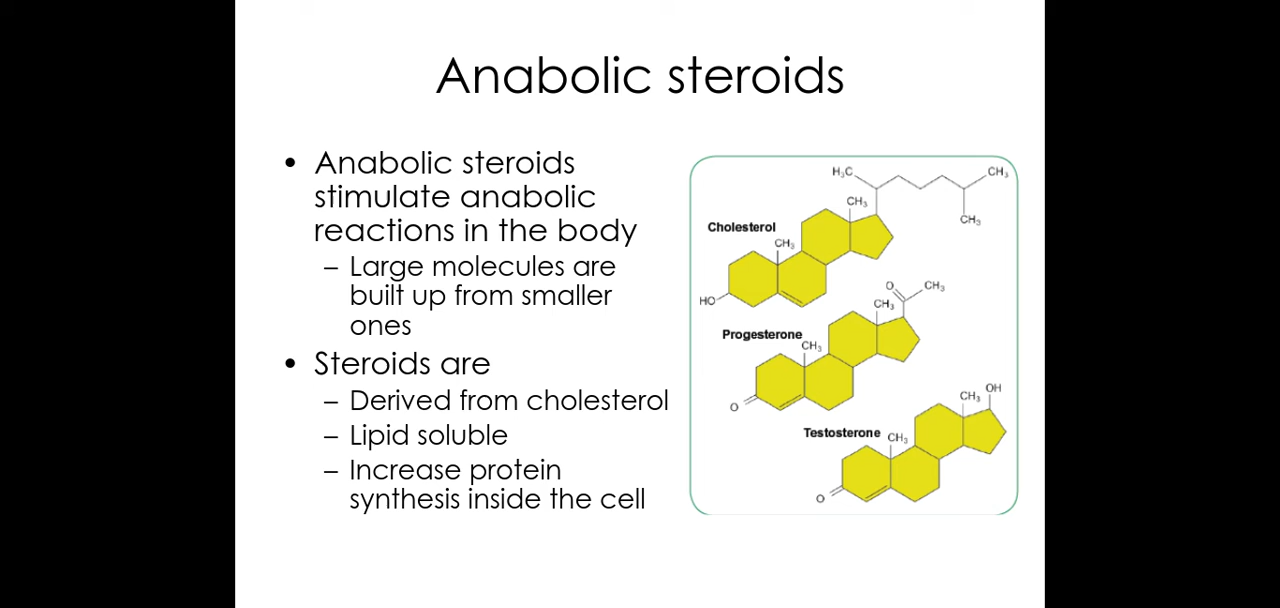 Anabolic steroids
• Anabolic steroids
stimulate anabolic
reactions in the body
– Large molecules are
built up from smaller
ones
• Steroids are
– Derived from cholesterol
– Lipid soluble
– Increase protein
synthesis inside the cell
H₃C
CH₃
CH₃
CH₃
Cholesterol
CH₃
HO
O
CH₃
CH₃
Progesterone
CH₃
O
OH
CH₃
Testosterone
CH₃
O